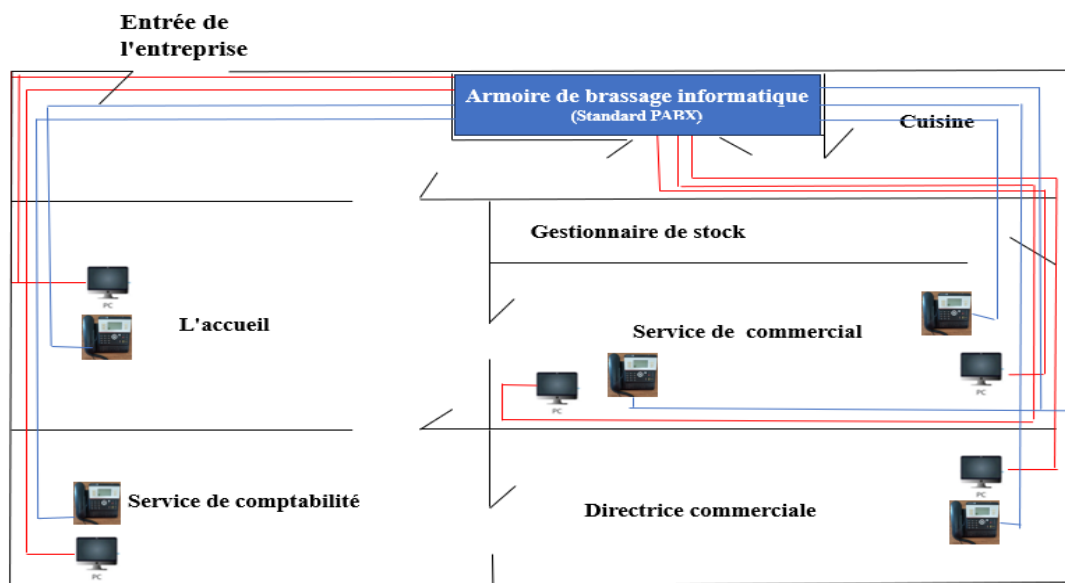 Entrée de
l'entreprise
Armoire de brassage informatique
(Standard PABX)
Cuisine
Gestionnaire de stock
PC
L'accueil
Service de commercial
PC
PC
Service de comptabilité
Directrice commerciale
PC
PC